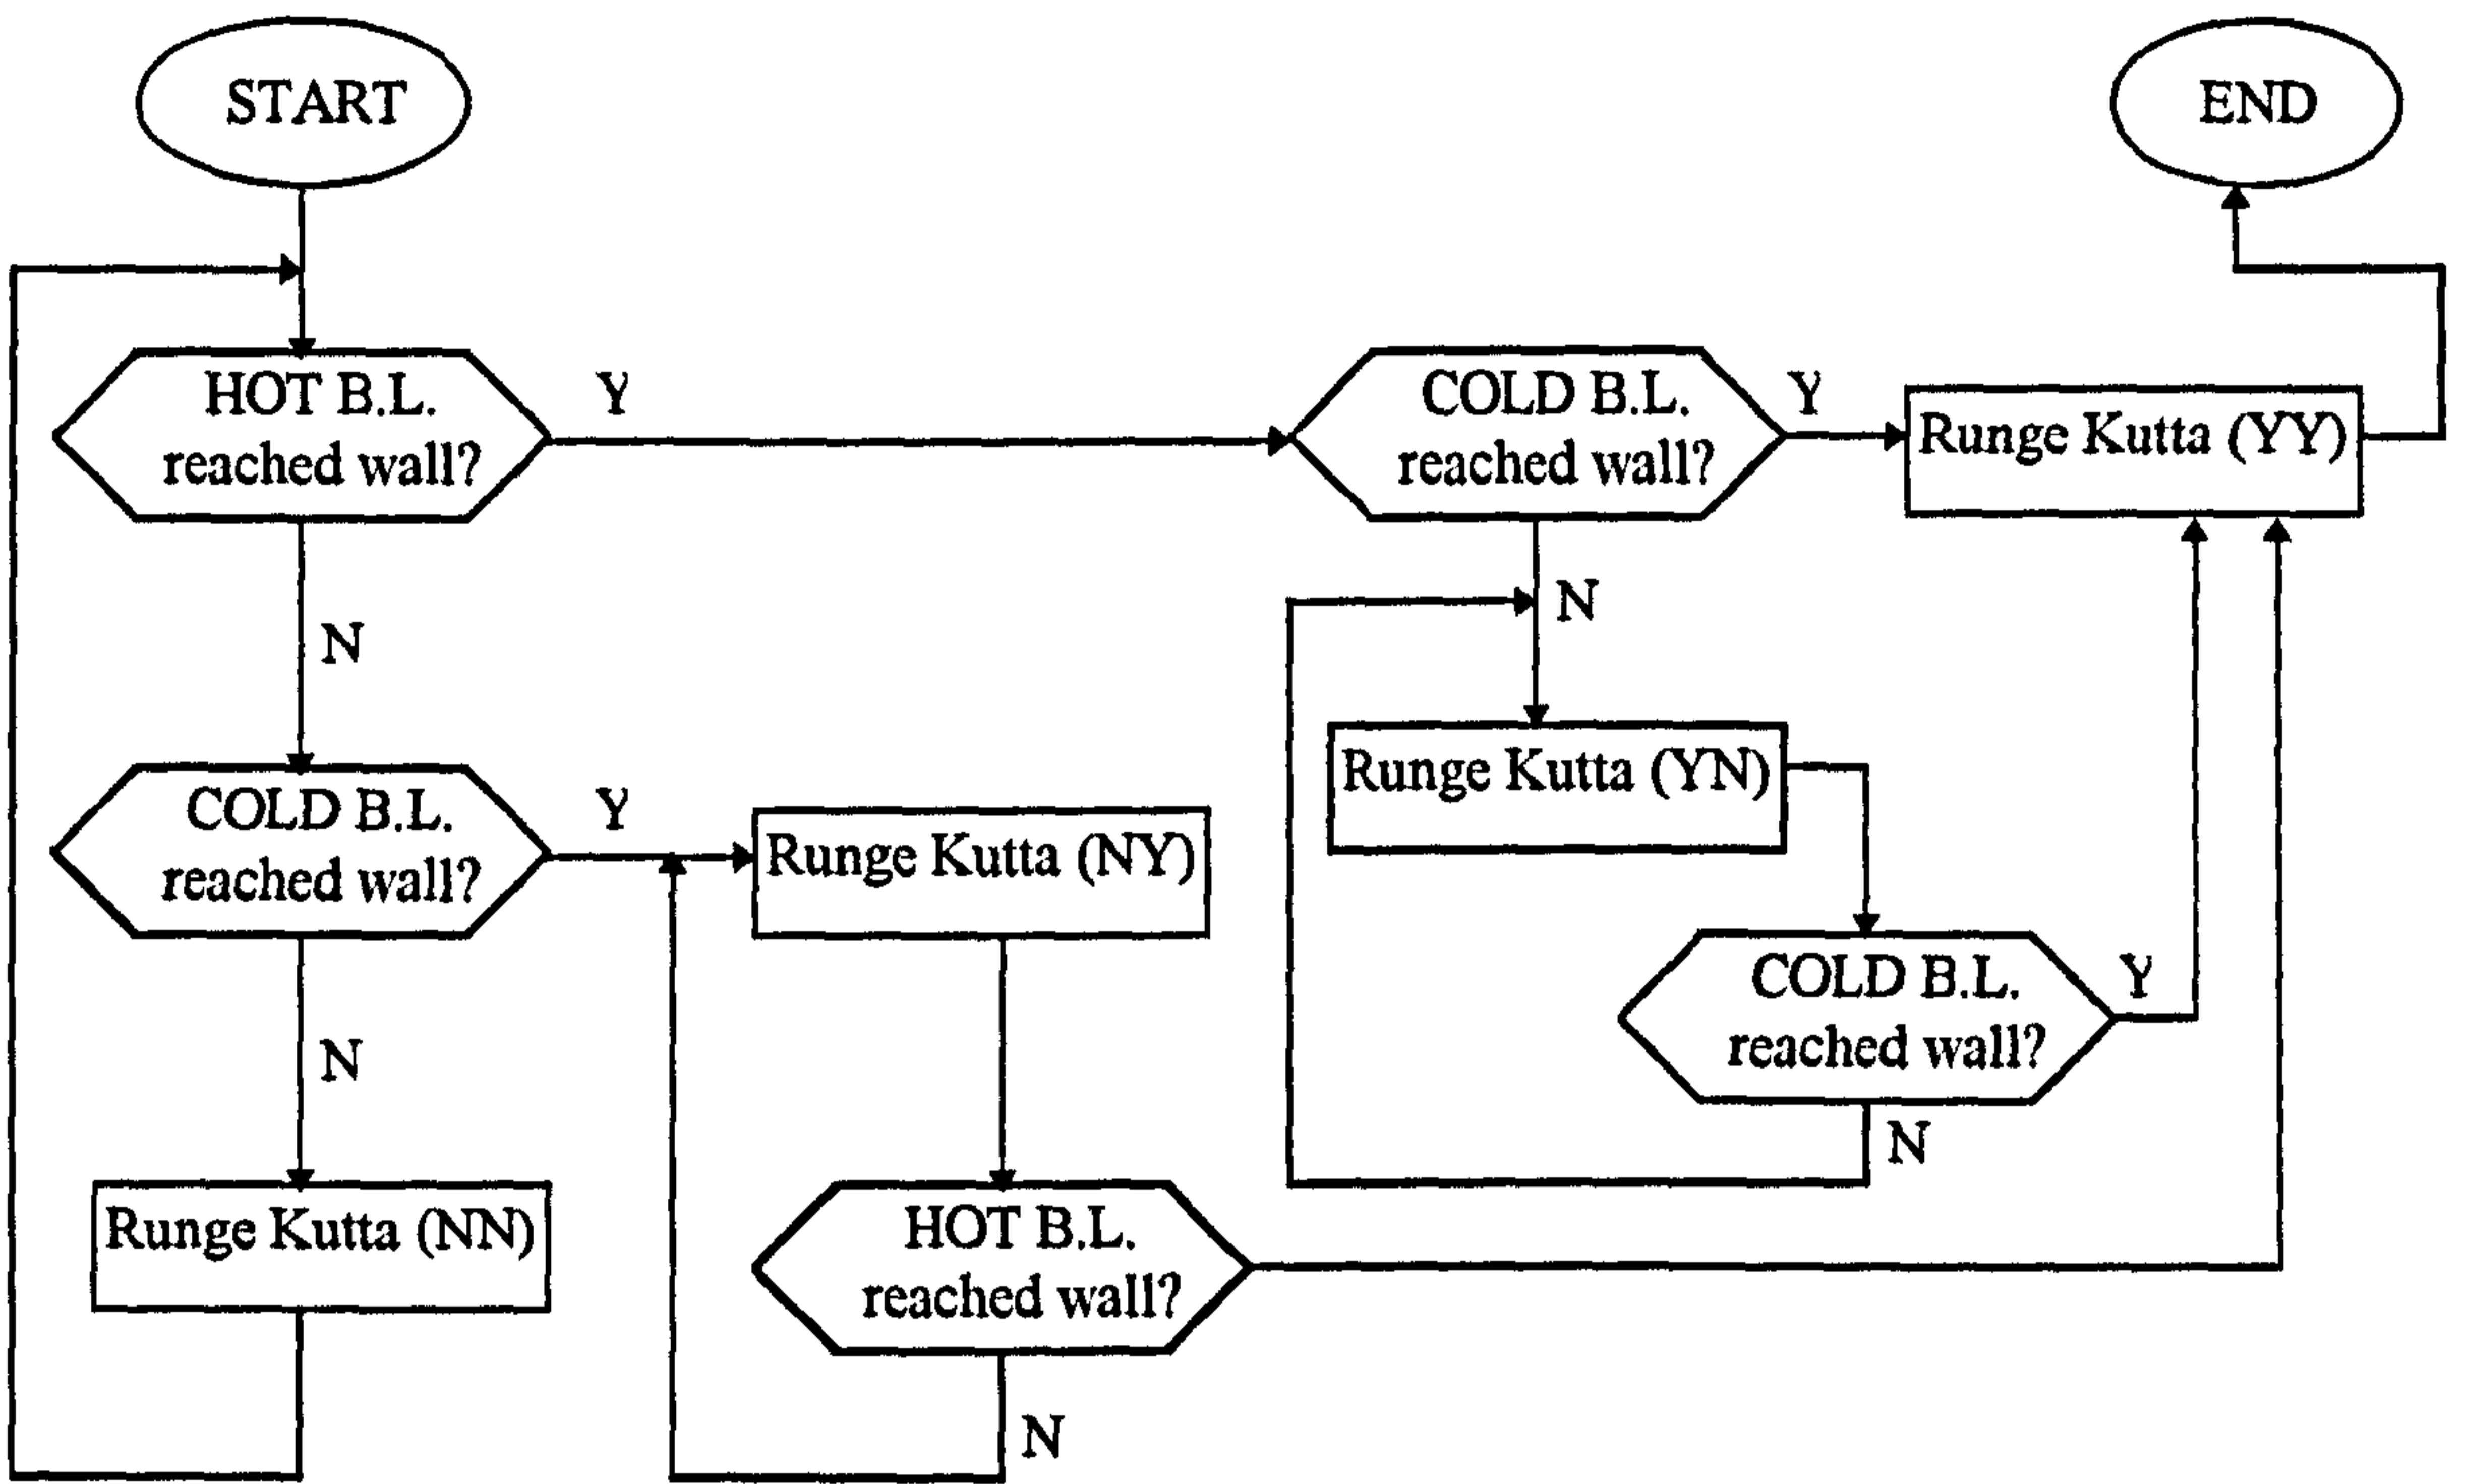 START
END
HOT B.L.
reached wall?
Y
COLD B.L.
reached wall?
Y
Runge Kutta (YY)
N
N
COLD B.L.
reached wall?
Y
Runge Kutta (NY)
Runge Kutta (YN)
COLD B.L.
reached wall?
Y
N
N
Runge Kutta (NN)
HOT B.L.
reached wall?
N